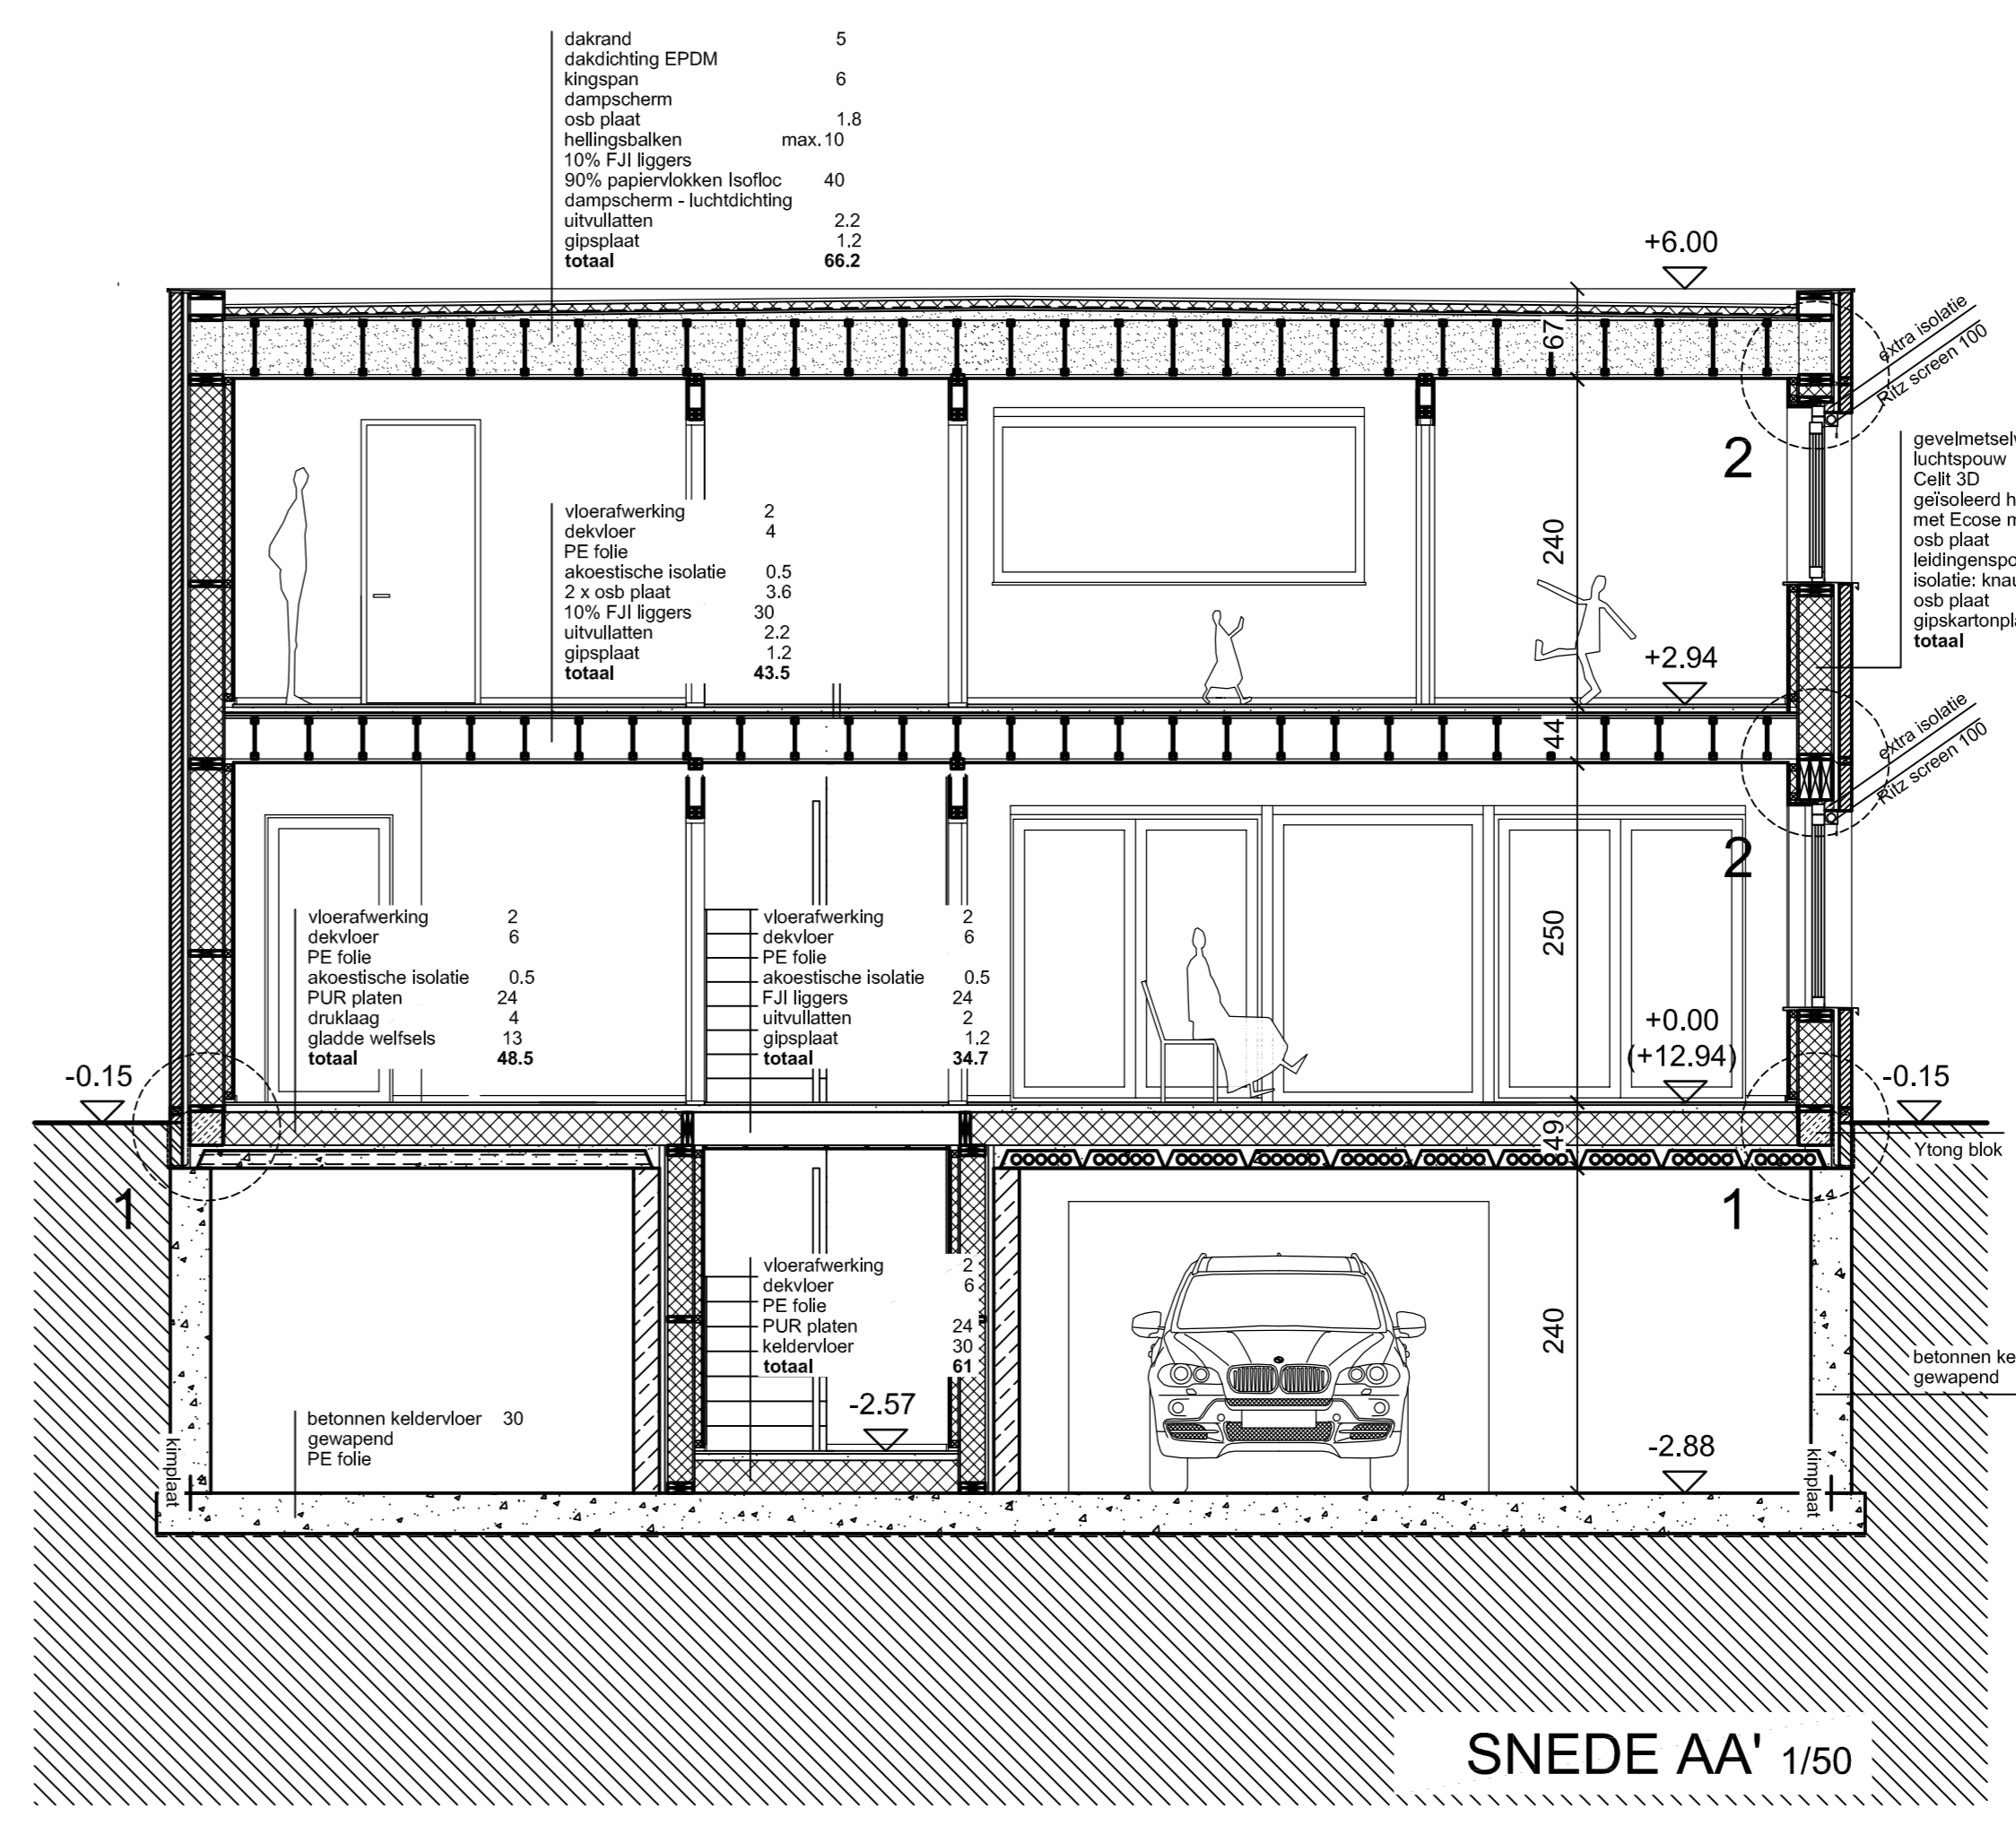 dakrand 5
dakdichting EPDM
kingspan 6
dampscherm
osb plaat 1.8
hellingsbalken max.10
10% FJI liggers
90% papiervlokken Isofloc 40
dampscherm - luchtdichting
uitvullatten 2.2
gipsplaat 1.2
totaal 66.2
+6.00
67
extra isolatie
Ritz screen 100
2
gevelmetselw
luchtspouw
Celit 3D
geïsoleerd h
met Ecose m
osb plaat
leidingenspo
isolatie: knau
osb plaat
gipskartonpla
totaal
vloerafwerking 2
dekvloer 4
PE folie
akoestische isolatie 0.5
2 x osb plaat 3.6
10% FJI liggers 30
uitvullatten 2.2
gipsplaat 1.2
totaal 43.5
240
+2.94
44
extra isolatie
Ritz screen 100
2
vloerafwerking 2
dekvloer 6
PE folie
akoestische isolatie 0.5
PUR platen 24
druklaag 4
gladde welfsels 13
totaal 48.5
vloerafwerking 2
dekvloer 6
PE folie
akoestische isolatie 0.5
FJI liggers 24
uitvullatten 2
gipsplaat 1.2
totaal 34.7
250
+0.00
(+12.94)
-0.15
-0.15
49
Ytong blok
1
1
vloerafwerking 2
dekvloer 6
PE folie
PUR platen 24
keldervloer 30
totaal 61
240
betonnen ke
gewapend
-2.57
betonnen keldervloer 30
gewapend
PE folie
-2.88
kimplaat
kimplaat
SNEDE AA' 1/50